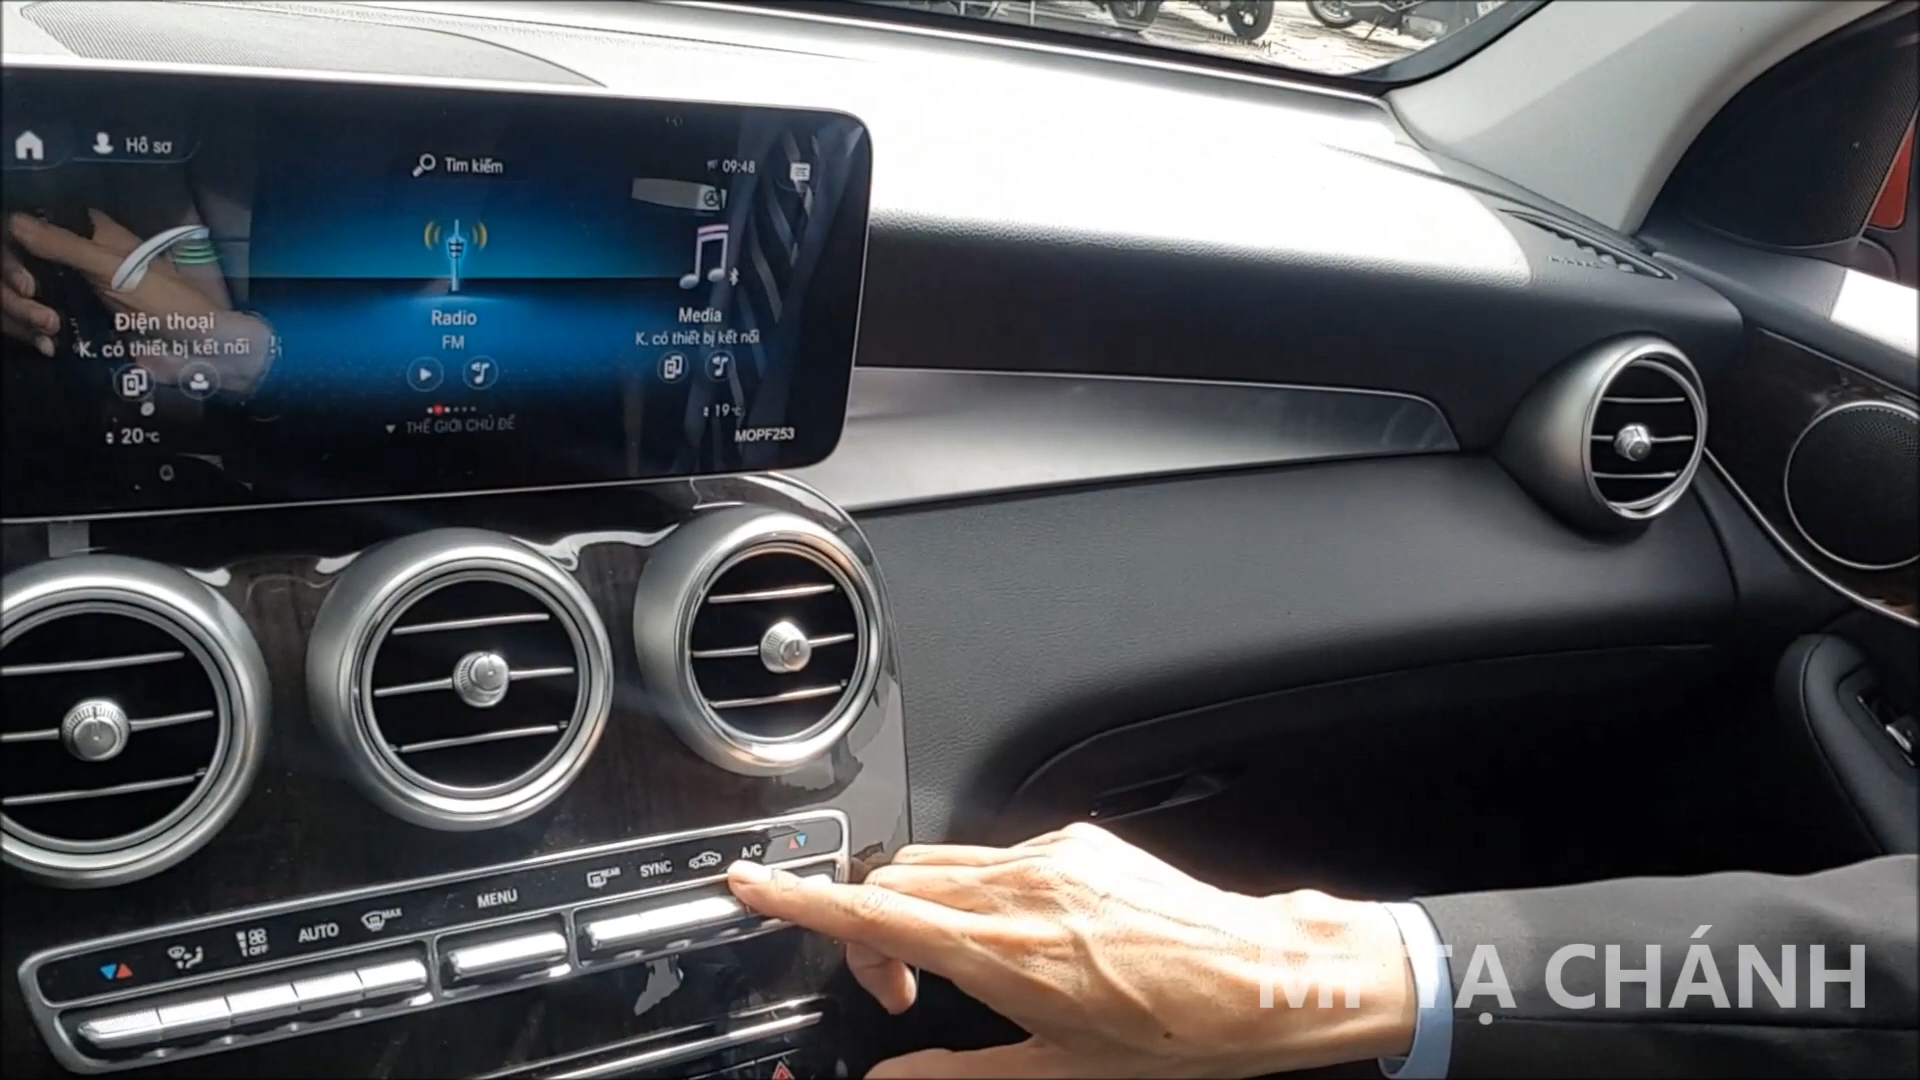 Hồ sơ
Tìm kiếm
09:48
Điện thoại
K. có thiết bị kết nối
Radio
FM
Media
K. có thiết bị kết nối
THẾ GIỚI CHỦ ĐỀ
20°C
19°C
MOPF253
OFF
AUTO
MAX
MENU
REAR
SYNC
A/C
MI TẠ CHÁNH